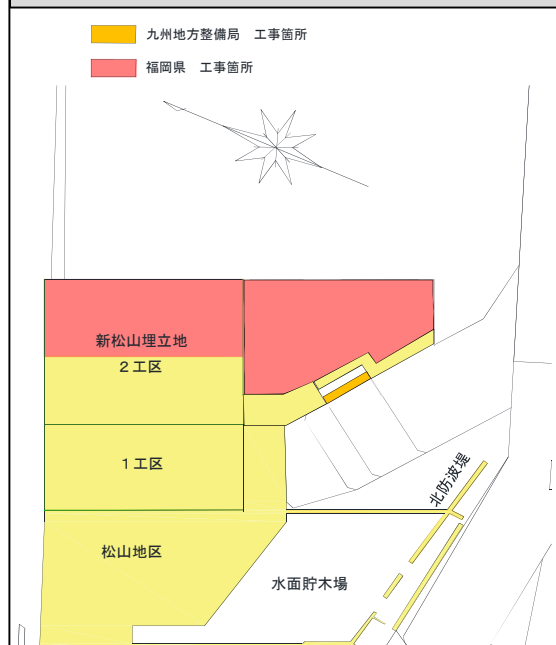 九州地方整備局　工事箇所
福岡県　工事箇所
新松山埋立地
２工区
１工区
北防波堤
松山地区
水面貯木場